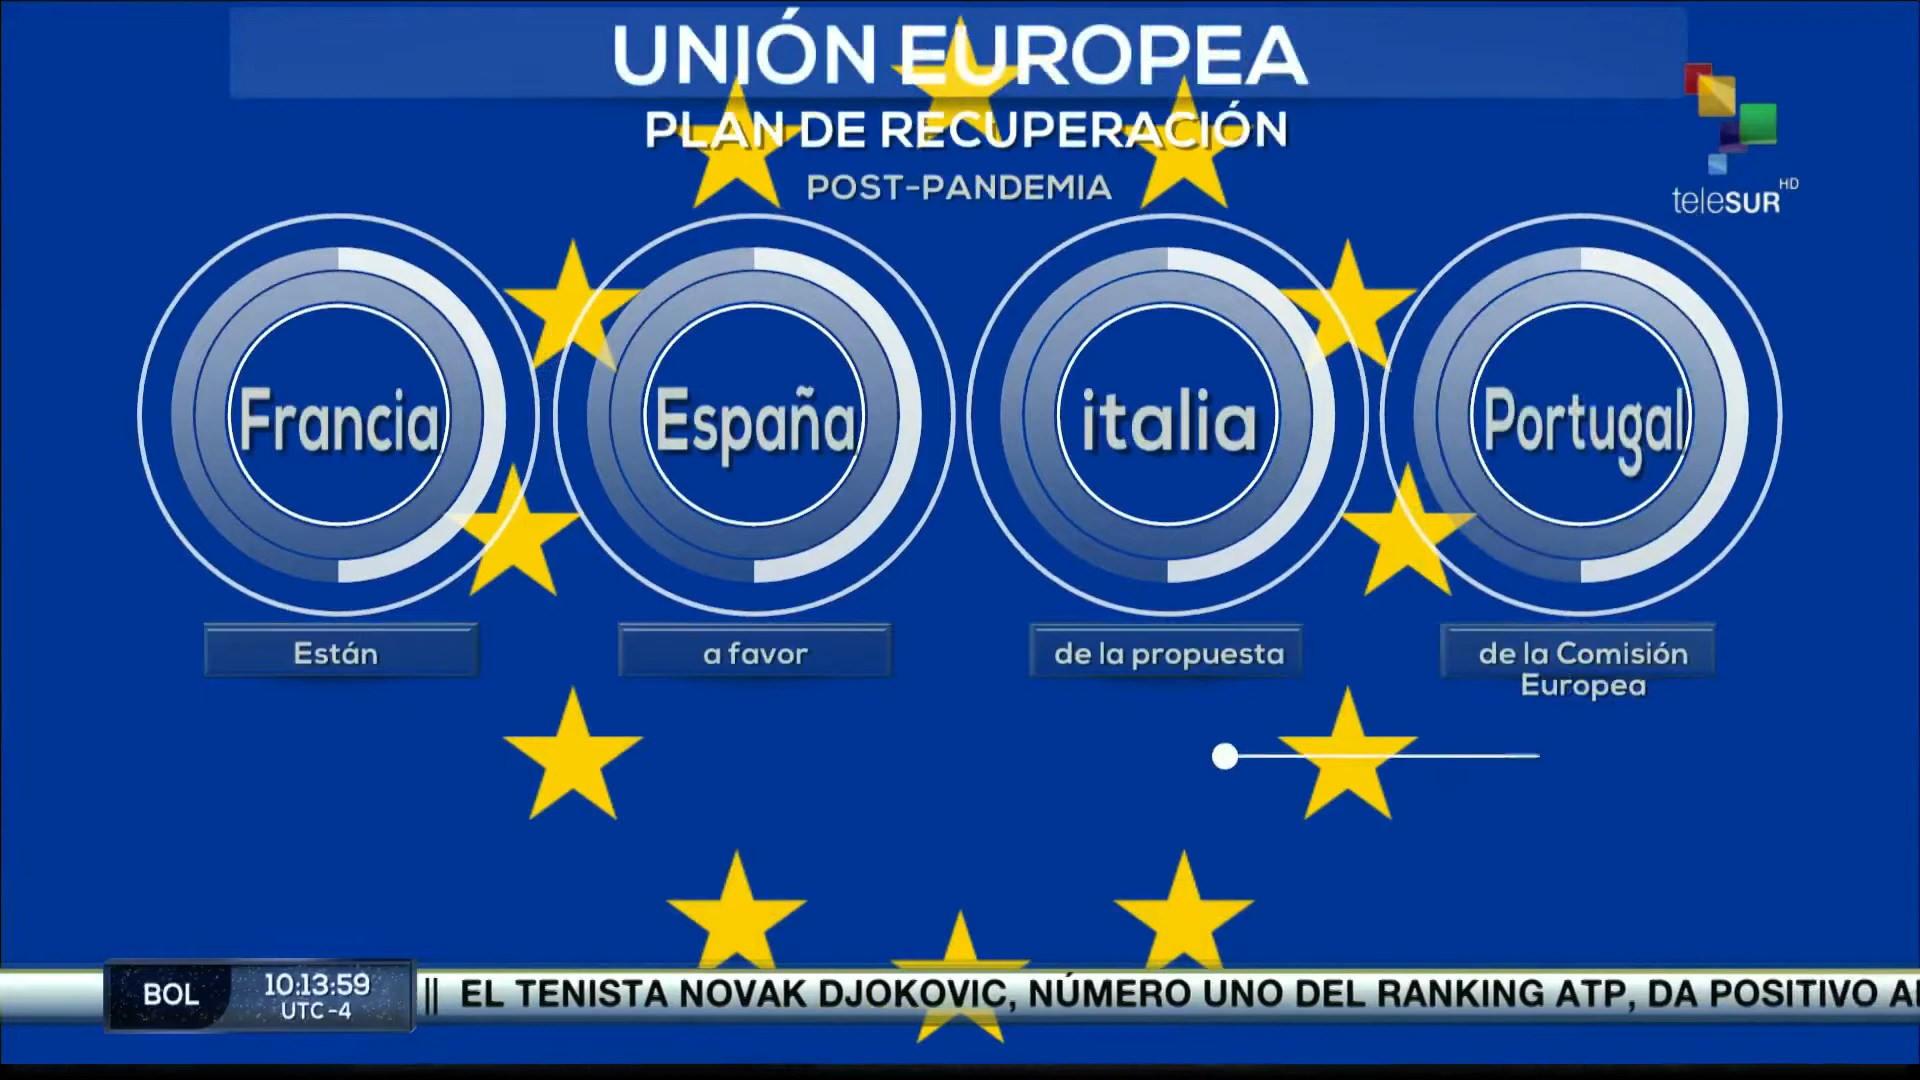 UNIÓN EUROPEA
PLAN DE RECUPERACIÓN
POST-PANDEMIA
teleSUR HD
Francia
España
italia
Portugal
Están
a favor
de la propuesta
de la Comisión
Europea
BOL
10:13:59
UTC-4
|| EL TENISTA NOVAK DJOKOVIC, NÚMERO UNO DEL RANKING ATP, DA POSITIVO